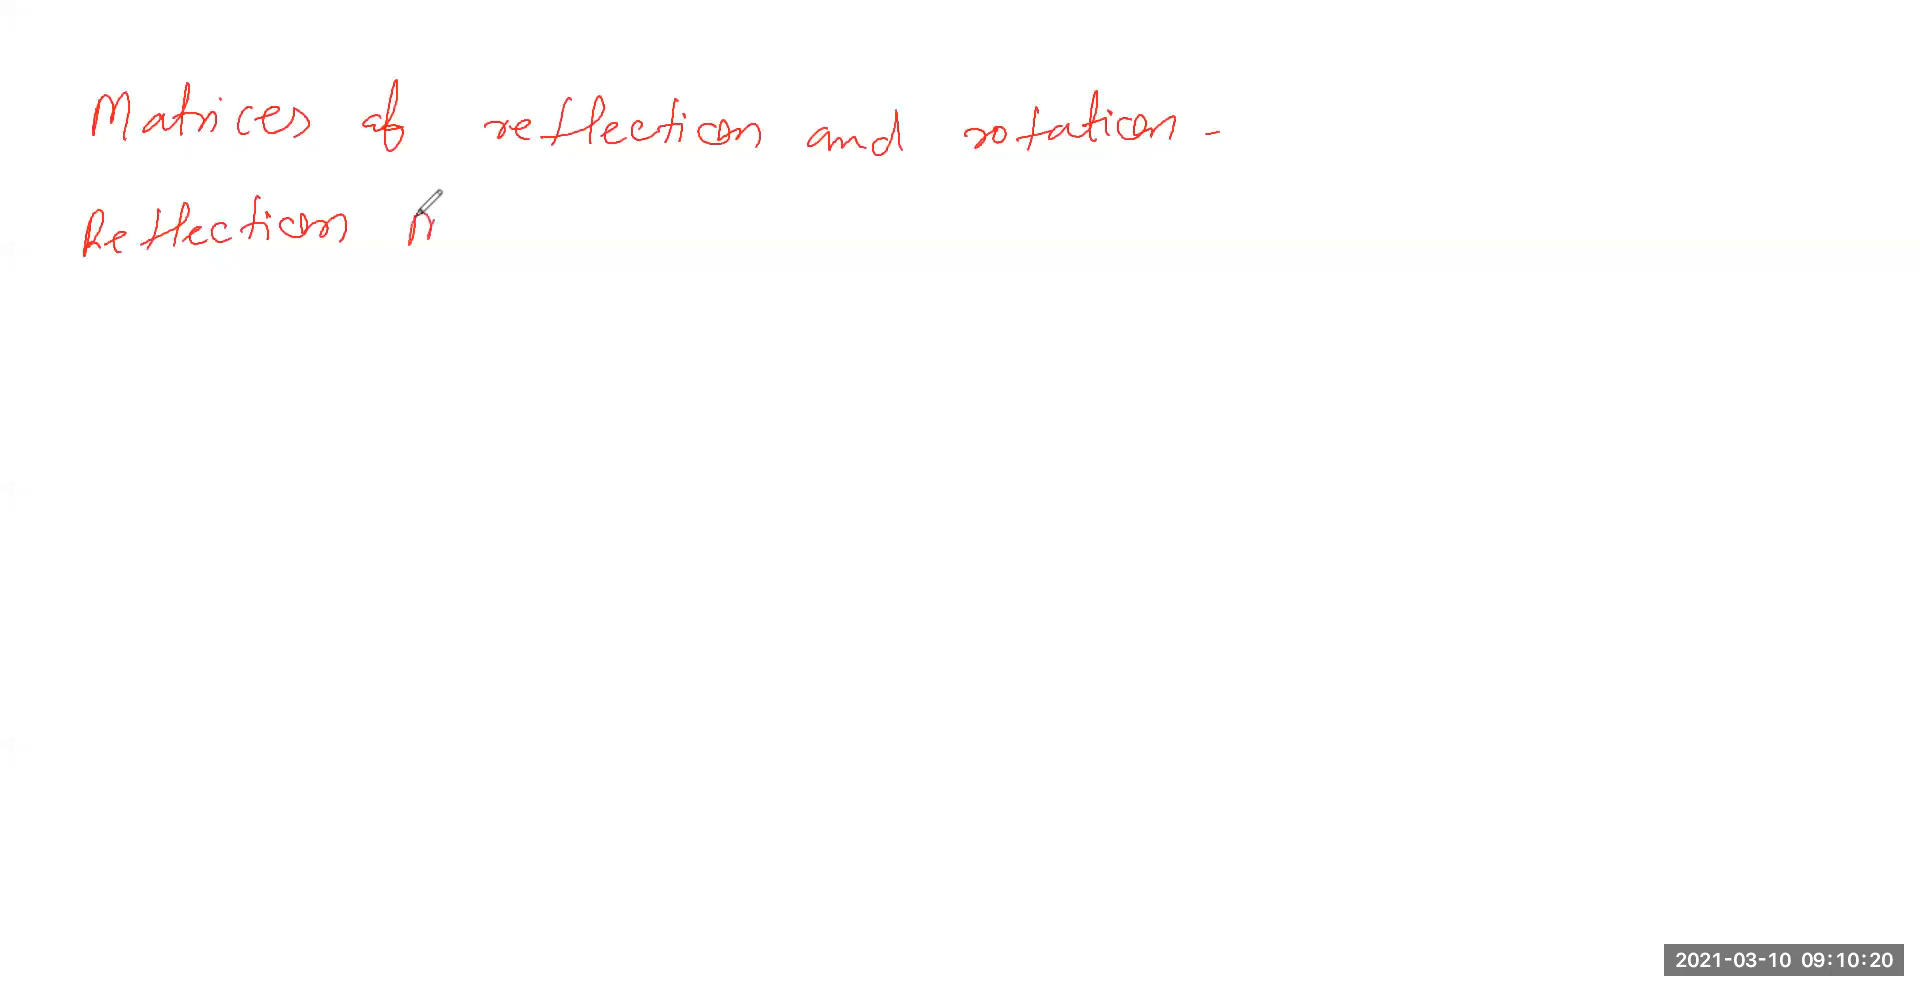 Matrices of reflection and rotation -
Reflection
2021-03-10 09:10:20